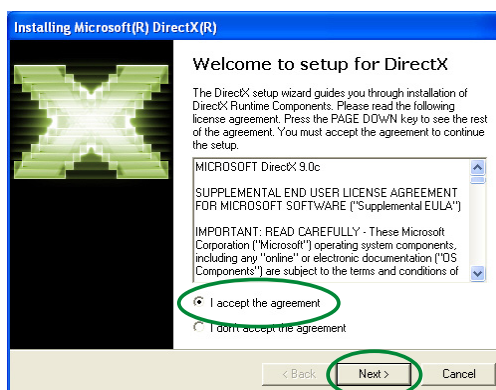 Installing Microsoft(R) DirectX(R)
Welcome to setup for DirectX
The DirectX setup wizard guides you through installation of
DirectX Runtime Components. Please read the following
license agreement. Press the PAGE DOWN key to see the rest
of the agreement. You must accept the agreement to continue
the setup.
MICROSOFT DirectX 9.0c
SUPPLEMENTAL END USER LICENSE AGREEMENT
FOR MICROSOFT SOFTWARE ("Supplemental EULA")
IMPORTANT: READ CAREFULLY - These Microsoft
Corporation ("Microsoft") operating system components,
including any "online" or electronic documentation ("OS
Components") are subject to the terms and conditions of
I accept the agreement
I don't accept the agreement
< Back Next > Cancel